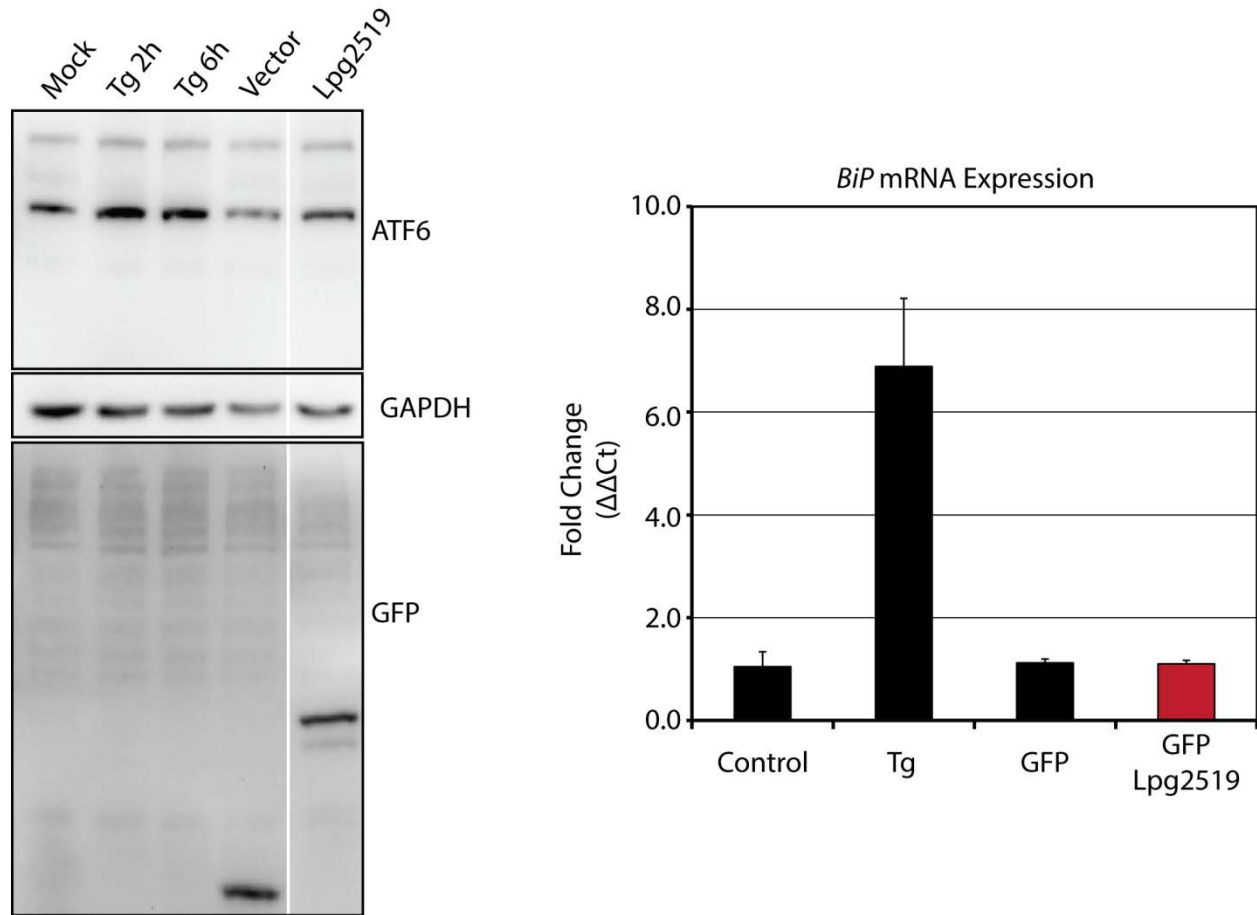 Mock
Tg 2h
Tg 6h
Vector
Lpg2519
ATF6
GAPDH
GFP
BiP mRNA Expression
Fold Change
(ΔΔCt)
10.0
8.0
6.0
4.0
2.0
0.0
Control
Tg
GFP
GFP
Lpg2519